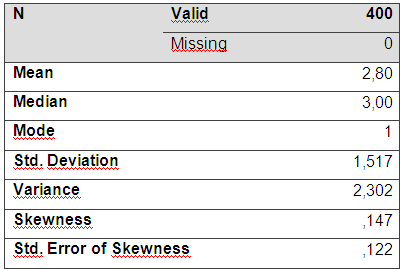 N Valid 400
Missing 0
Mean 2,80
Median 3,00
Mode 1
Std. Deviation 1,517
Variance 2,302
Skewness ,147
Std. Error of Skewness ,122